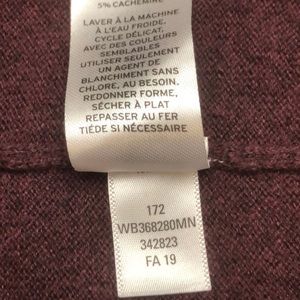 5% CACHEMIRE
LAVER À LA MACHINE
À L'EAU FROIDE,
CYCLE DÉLICAT,
AVEC DES COULEURS
SEMBLABLES
UTILISER SEULEMENT
UN AGENT DE
BLANCHIMENT SANS
CHLORE, AU BESOIN,
REDONNER FORME,
SÉCHER À PLAT
REPASSER AU FER
TIÉDE SI NÉCESSAIRE
172
WB368280MN
342823
FA 19